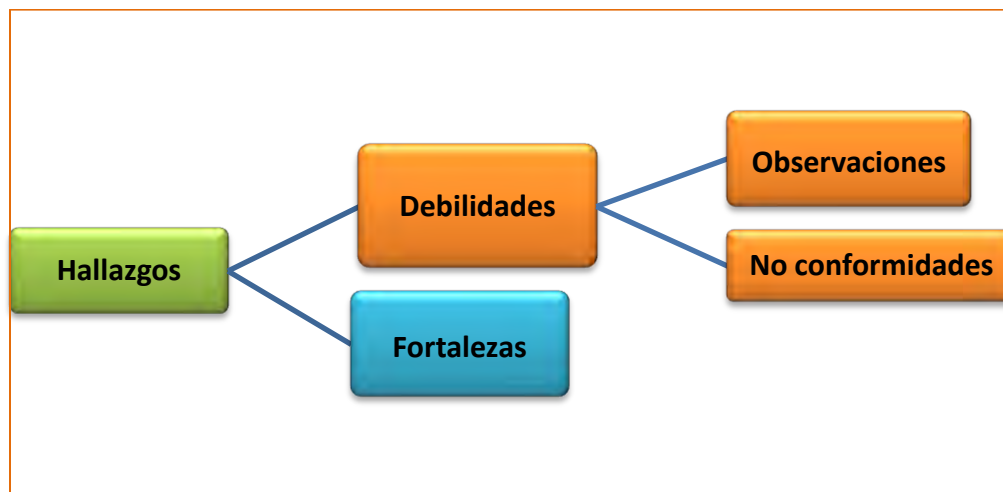 Hallazgos
Debilidades
Fortalezas
Observaciones
No conformidades